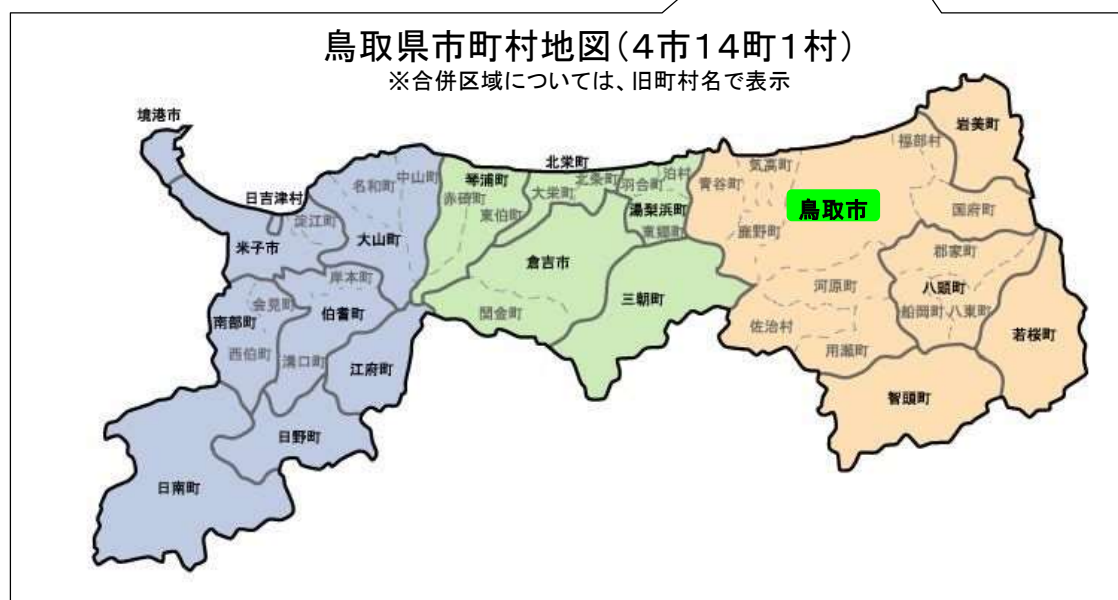 鳥取県市町村地図(4市14町1村)
※合併区域については、旧町村名で表示
境港市
日吉津村
淀江町
名和町
中山町
米子市
大山町
岸本町
会見町
南部町
伯耆町
西伯町
溝口町
江府町
日野町
日南町
北栄町
琴浦町
赤碕町
東伯町
大栄町
北条町
羽合町
泊村
湯梨浜町
東郷町
倉吉市
関金町
三朝町
青谷町
気高町
鹿野町
鳥取市
福部村
岩美町
国府町
郡家町
河原町
八頭町
船岡町
八東町
佐治村
用瀬町
若桜町
智頭町